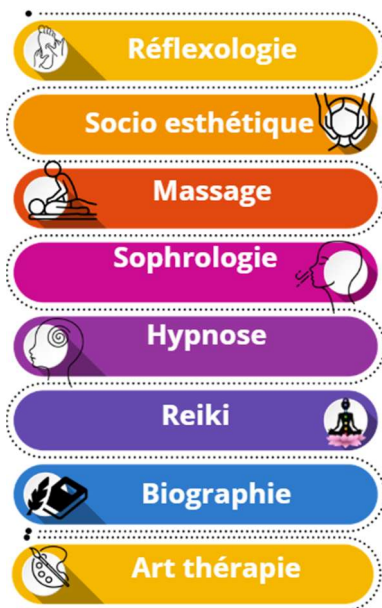 Réflexologie
Socio esthétique
Massage
Sophrologie
Hypnose
Reiki
Biographie
Art thérapie